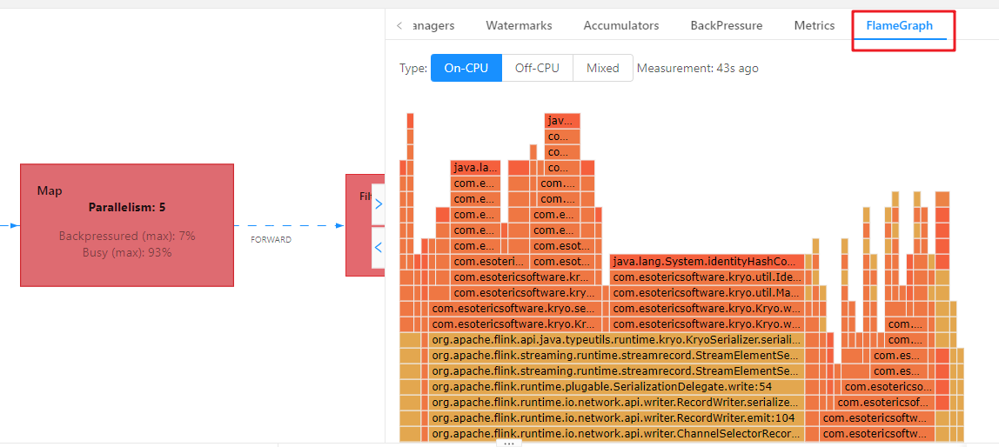 anagers Watermarks Accumulators BackPressure Metrics FlameGraph
Type: On-CPU Off-CPU Mixed Measurement: 43s ago
Map
Parallelism: 5
Backpressured (max): 7%
Busy (max): 93%
FORWARD
Filt
jav...
co...
co...
java.la... co...
com.e... com....
com.e... com....
com.e... com.e...
com.e... com.e...
com.e... com.esot...
com.esoteri... com.esot... java.lang.System.identityHashCo...
com.esotericsoftware.kr... com.esotericsoftware.kryo.util.Ide...
com.esotericsoftware.kry... com.esotericsoftware.kryo.util.Ma...
com.esotericsoftware.kryo.se... com.esotericsoftware.kryo.Kryo.w...
com.esotericsoftware.kryo.Kr... com.esotericsoftware.kryo.Kryo.w... com....
org.apache.flink.api.java.typeutils.runtime.kryo.KryoSerializer.seriali... com....
org.apache.flink.streaming.runtime.streamrecord.StreamElementSe... com.es...
org.apache.flink.streaming.runtime.streamrecord.StreamElementSe... com.es...
org.apache.flink.runtime.plugable.SerializationDelegate.write:54 com.esotericso...
org.apache.flink.runtime.io.network.api.writer.RecordWriter.serialize... com.esotericsof...
org.apache.flink.runtime.io.network.api.writer.RecordWriter.emit:104 com.esotericsoftw...
org.apache.flink.runtime.io.network.api.writer.ChannelSelectorRecor... com.esotericsoftw...